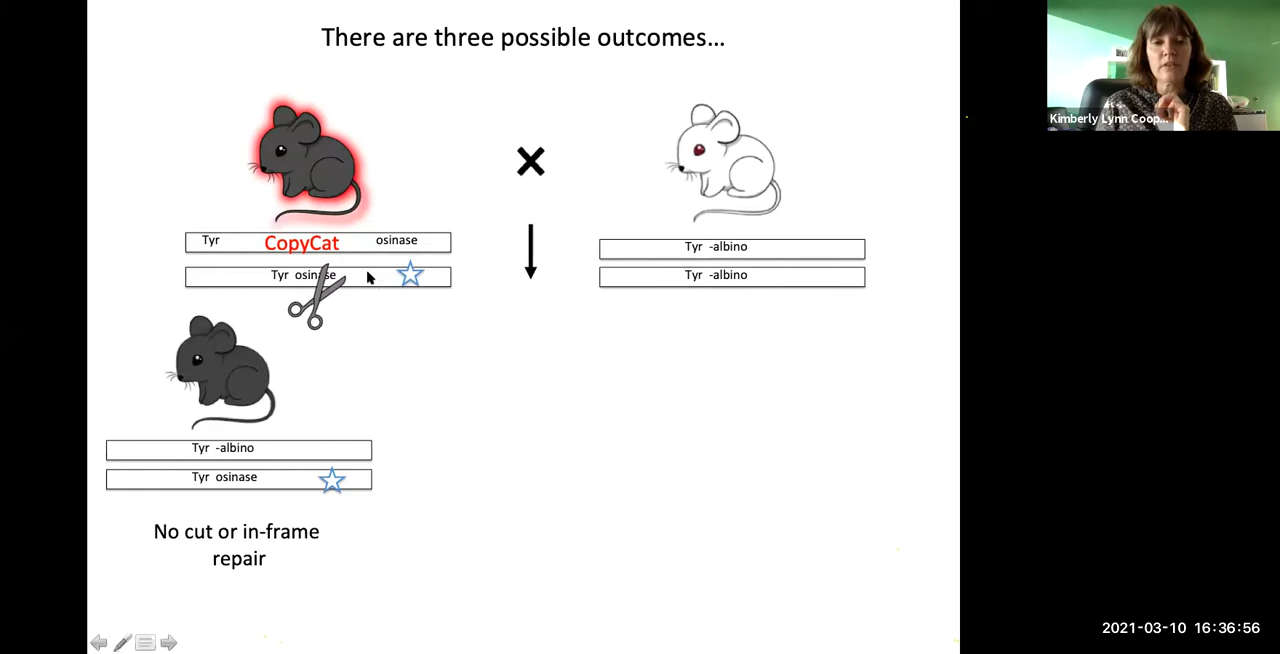 There are three possible outcomes…
Kimberly Lynn Coop...
Tyr CopyCat osinase
Tyr osinase
Tyr -albino
Tyr -albino
Tyr -albino
Tyr osinase
No cut or in-frame
repair
2021-03-10 16:36:56